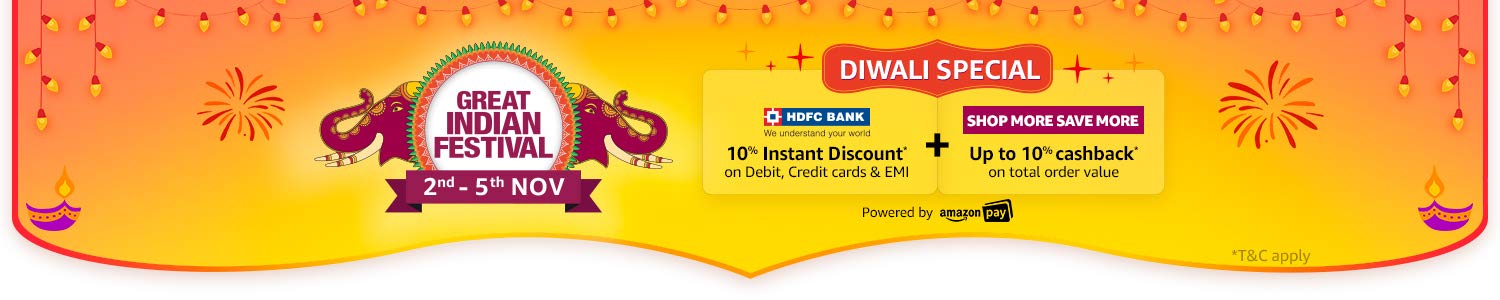 GREAT
INDIAN
FESTIVAL
2nd - 5th NOV
DIWALI SPECIAL
HDFC BANK
We understand your world
10% Instant Discount*
on Debit, Credit cards & EMI
+
SHOP MORE SAVE MORE
Up to 10% cashback*
on total order value
Powered by amazon pay
*T&C apply